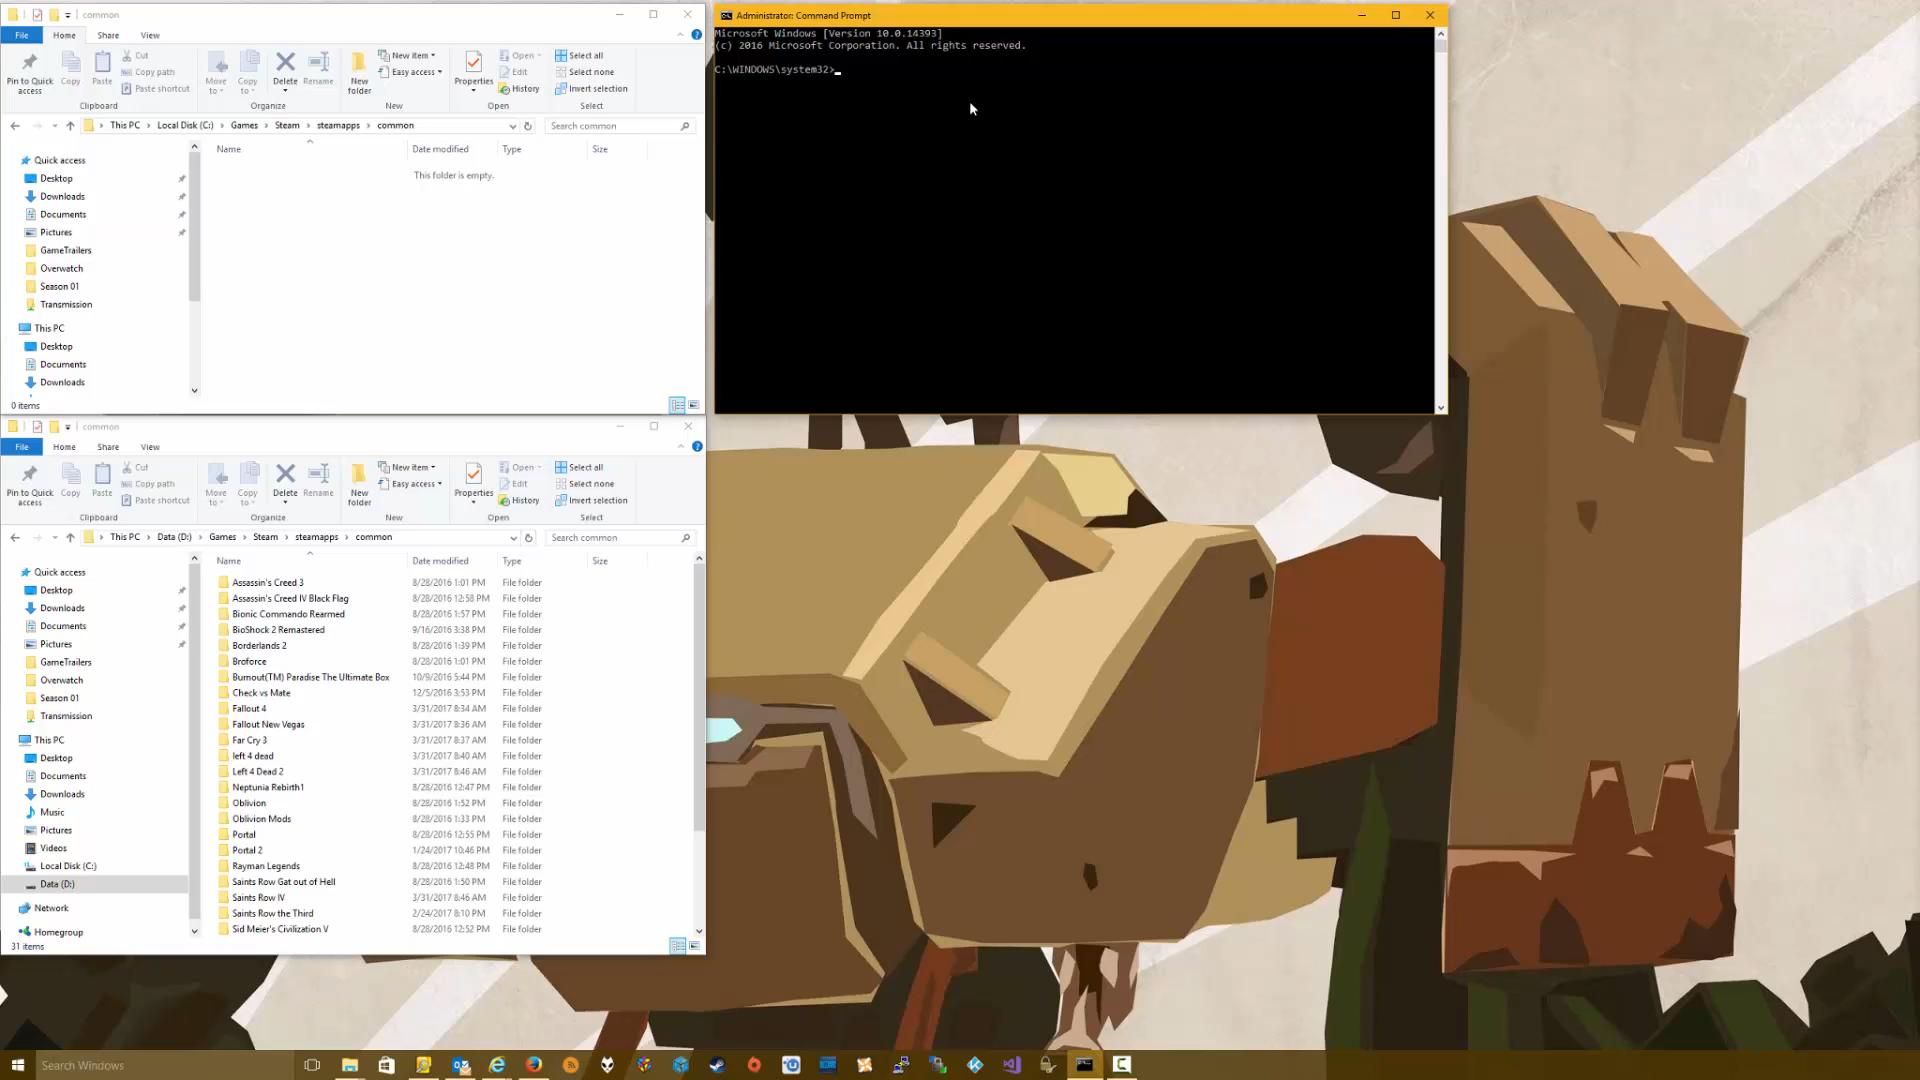 common
File Home Share View
Pin to Quick access
Copy
Paste
Cut
Copy path
Paste shortcut
Clipboard
Move to
Copy to
Delete
Rename
Organize
New folder
New item
Easy access
New
Properties
Open
Edit
History
Open
Select all
Select none
Invert selection
Select
This PC > Local Disk (C:) > Games > Steam > steamapps > common
Search common
Name Date modified Type Size
This folder is empty.
Quick access
Desktop
Downloads
Documents
Pictures
GameTrailers
Overwatch
Season 01
Transmission
This PC
Desktop
Documents
Downloads
0 items
Administrator: Command Prompt
Microsoft Windows [Version 10.0.14393]
(c) 2016 Microsoft Corporation. All rights reserved.
C:\WINDOWS\system32>
common
File Home Share View
Pin to Quick access
Copy
Paste
Cut
Copy path
Paste shortcut
Clipboard
Move to
Copy to
Delete
Rename
Organize
New folder
New item
Easy access
New
Properties
Open
Edit
History
Open
Select all
Select none
Invert selection
Select
This PC > Data (D:) > Games > Steam > steamapps > common
Search common
Quick access
Desktop
Downloads
Documents
Pictures
GameTrailers
Overwatch
Season 01
Transmission
This PC
Desktop
Documents
Downloads
Music
Pictures
Videos
Local Disk (C:)
Data (D:)
Network
Homegroup
Name Date modified Type Size
Assassin's Creed 3 8/28/2016 1:01 PM File folder
Assassin's Creed IV Black Flag 8/28/2016 12:58 PM File folder
Bionic Commando Rearmed 8/28/2016 1:57 PM File folder
BioShock 2 Remastered 9/16/2016 3:38 PM File folder
Borderlands 2 8/28/2016 1:39 PM File folder
Broforce 8/28/2016 1:01 PM File folder
Burnout(TM) Paradise The Ultimate Box 10/9/2016 5:44 PM File folder
Check vs Mate 12/5/2016 3:53 PM File folder
Fallout 4 3/31/2017 8:34 AM File folder
Fallout New Vegas 3/31/2017 8:36 AM File folder
Far Cry 3 3/31/2017 8:37 AM File folder
left 4 dead 3/31/2017 8:40 AM File folder
Left 4 Dead 2 3/31/2017 8:46 AM File folder
Neptunia Rebirth1 8/28/2016 12:47 PM File folder
Oblivion 8/28/2016 1:52 PM File folder
Oblivion Mods 8/28/2016 1:33 PM File folder
Portal 8/28/2016 12:55 PM File folder
Portal 2 1/24/2017 10:46 PM File folder
Rayman Legends 8/28/2016 12:48 PM File folder
Saints Row Gat out of Hell 8/28/2016 1:50 PM File folder
Saints Row IV 3/31/2017 8:46 AM File folder
Saints Row the Third 2/24/2017 8:10 PM File folder
Sid Meier's Civilization V 8/28/2016 12:52 PM File folder
31 items
Search Windows